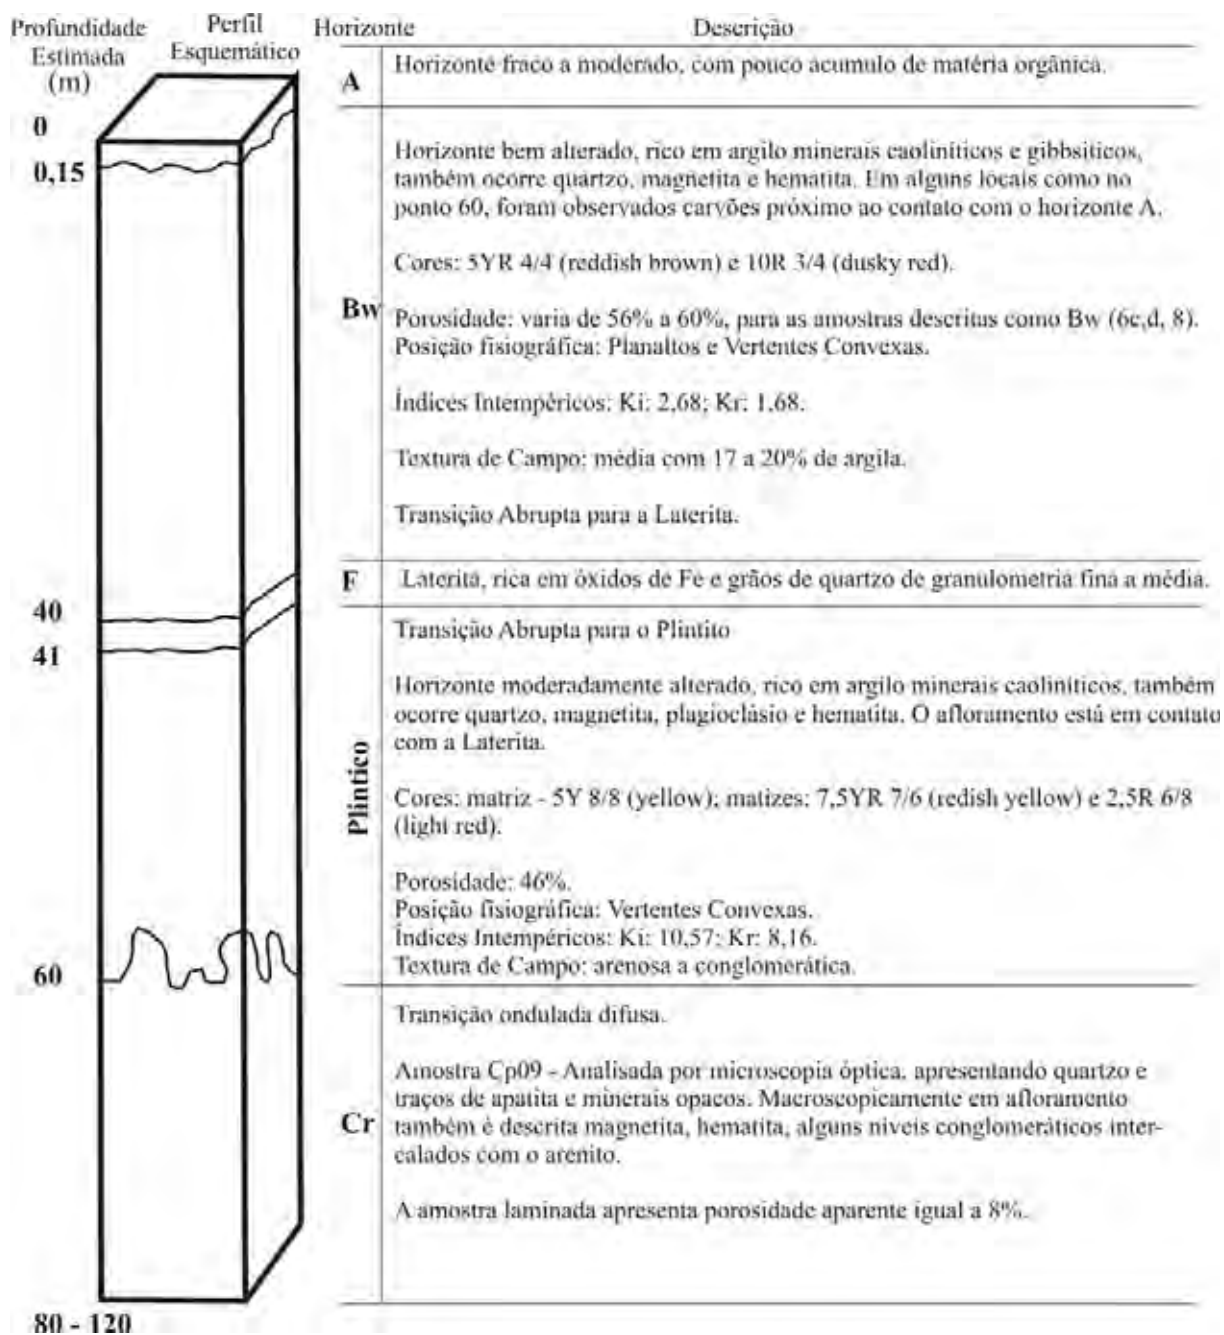 Profundidade Estimada (m)
Perfil Esquemático
Horizonte
Descrição
0
0,15
40
41
60
80 - 120
A
Horizonte fraco a moderado, com pouco acumulo de matéria orgânica.
Bw
Horizonte bem alterado, rico em argilo minerais cauliníticos e gibbsíticos,
também ocorre quartzo, magnetita e hematita. Em alguns locais como no
ponto 60, foram observados carvões próximo ao contato com o horizonte A.
Cores: 5YR 4/4 (reddish brown) e 10R 3/4 (dusky red).
Porosidade: varia de 56% a 60%, para as amostras descritas como Bw (6c,d, 8).
Posição fisiográfica: Planaltos e Vertentes Convexas.
Índices Intempéricos: Ki: 2,68; Kr: 1,68.
Textura de Campo: média com 17 a 20% de argila.
Transição Abrupta para a Laterita.
F
Laterita, rica em óxidos de Fe e grãos de quartzo de granulometria fina a média.
Plíntico
Transição Abrupta para o Plintito
Horizonte moderadamente alterado, rico em argilo minerais cauliníticos, também
ocorre quartzo, magnetita, plagioclásio e hematita. O afloramento está em contato
com a Laterita.
Cores: matriz - 5Y 8/8 (yellow); matizes: 7,5YR 7/6 (redish yellow) e 2,5R 6/8
(light red).
Porosidade: 46%.
Posição fisiográfica: Vertentes Convexas.
Índices Intempéricos: Ki: 10,57; Kr: 8,16.
Textura de Campo: arenosa a conglomerática.
Cr
Transição ondulada difusa.
Amostra Cp09 - Analisada por microscopia óptica, apresentando quartzo e
traços de apatita e minerais opacos. Macroscopicamente em afloramento
também é descrita magnetita, hematita, alguns níveis conglomeráticos inter-
calados com o arenito.
A amostra laminada apresenta porosidade aparente igual a 8%.